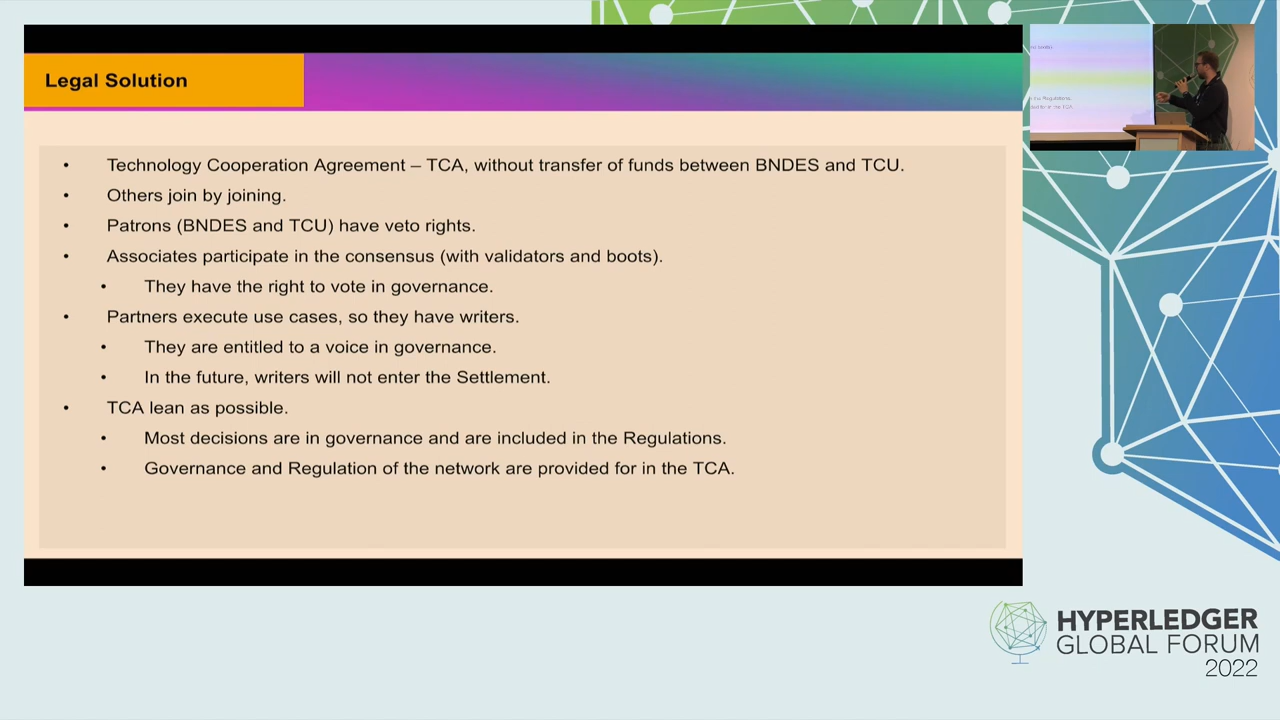 Legal Solution
• Technology Cooperation Agreement – TCA, without transfer of funds between BNDES and TCU.
• Others join by joining.
• Patrons (BNDES and TCU) have veto rights.
• Associates participate in the consensus (with validators and boots).
• They have the right to vote in governance.
• Partners execute use cases, so they have writers.
• They are entitled to a voice in governance.
• In the future, writers will not enter the Settlement.
• TCA lean as possible.
• Most decisions are in governance and are included in the Regulations.
• Governance and Regulation of the network are provided for in the TCA.
HYPERLEDGER
GLOBAL FORUM
2022